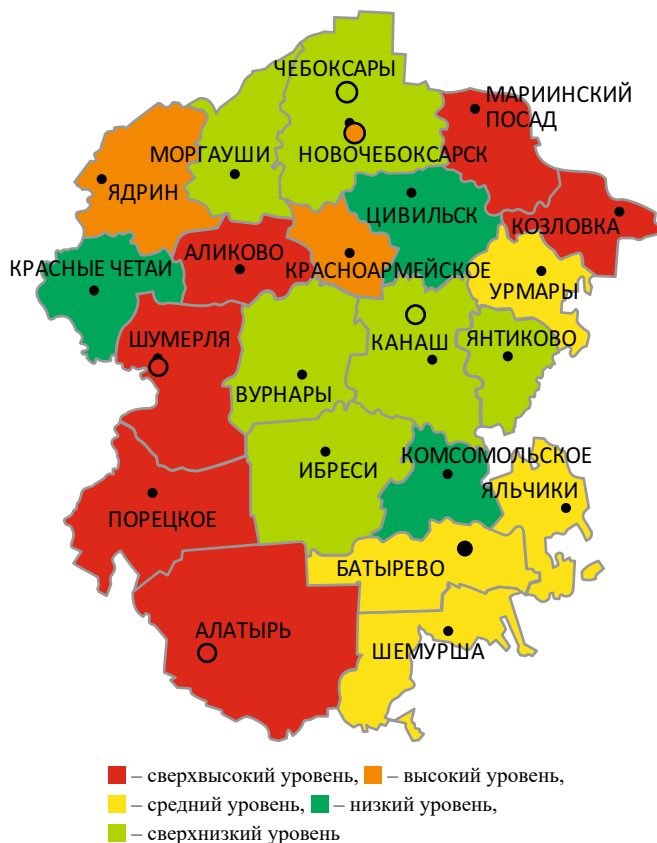 ЧЕБОКСАРЫ
МАРИИНСКИЙ
ПОСАД
МОРГАУШИ
НОВОЧЕБОКСАРСК
ЯДРИН
ЦИВИЛЬСК
КОЗЛОВКА
АЛИКОВО
КРАСНЫЕ ЧЕТАИ
КРАСНОАРМЕЙСКОЕ
УРМАРЫ
ШУМЕРЛЯ
КАНАШ
ЯНТИКОВО
ВУРНАРЫ
КОМСОМОЛЬСКОЕ
ИБРЕСИ
ЯЛЬЧИКИ
ПОРЕЦКОЕ
БАТЫРЕВО
АЛАТЫРЬ
ШЕМУРША
– сверхвысокий уровень, – высокий уровень,
– средний уровень, – низкий уровень,
– сверхнизкий уровень